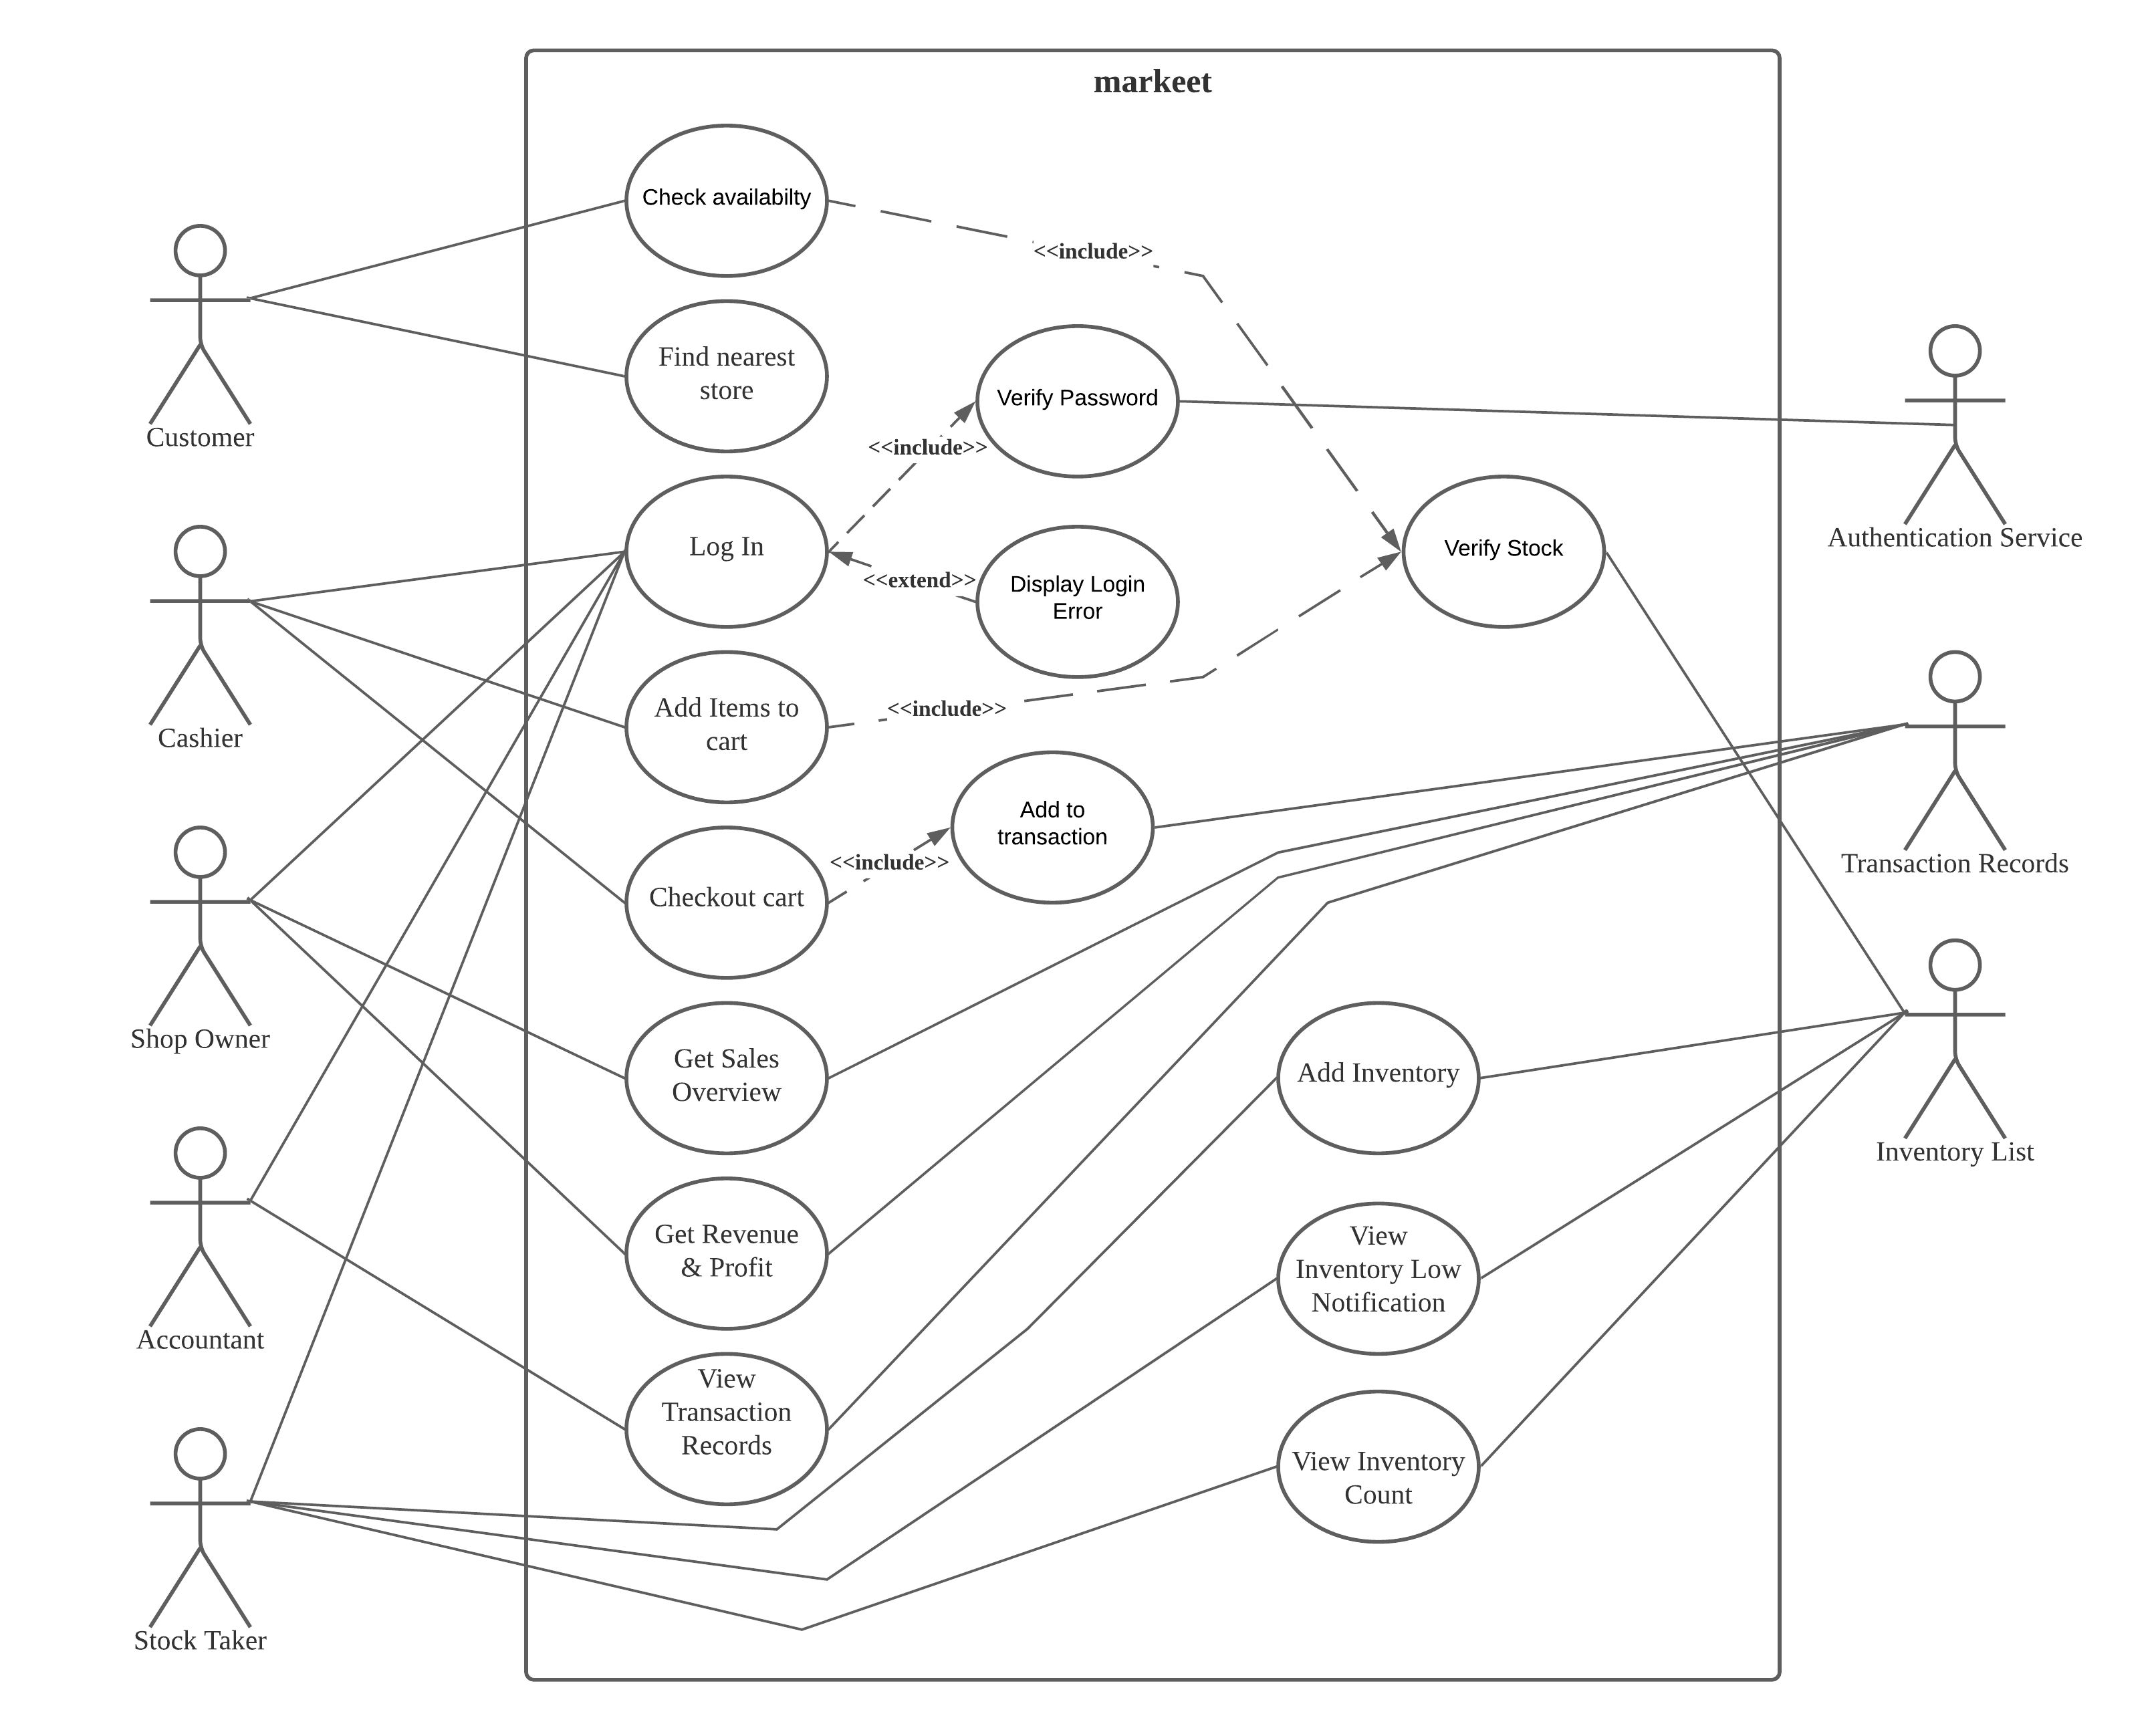 markeet
Check availabilty
<<include>>
Find nearest
store
Verify Password
Customer
<<include>>
Authentication Service
Log In
Verify Stock
<<extend>>
Display Login
Error
Add Items to
cart
<<include>>
Cashier
Add to
transaction
<<include>>
Transaction Records
Checkout cart
Shop Owner
Get Sales
Overview
Add Inventory
Inventory List
Get Revenue
& Profit
View
Inventory Low
Notification
Accountant
View
Transaction
Records
View Inventory
Count
Stock Taker